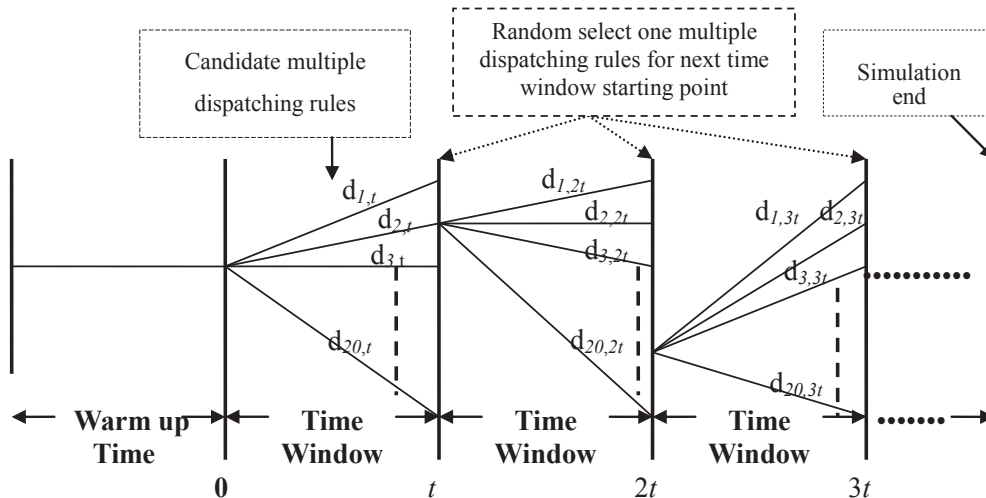 Candidate multiple
dispatching rules
Random select one multiple
dispatching rules for next time
window starting point
Simulation
end
d1,t
d2,t
d3,t
d20,t
d1,2t
d2,2t
d3,2t
d20,2t
d1,3t
d2,3t
d3,3t
d20,3t
Warm up
Time
Time
Window
Time
Window
Time
Window
0
t
2t
3t